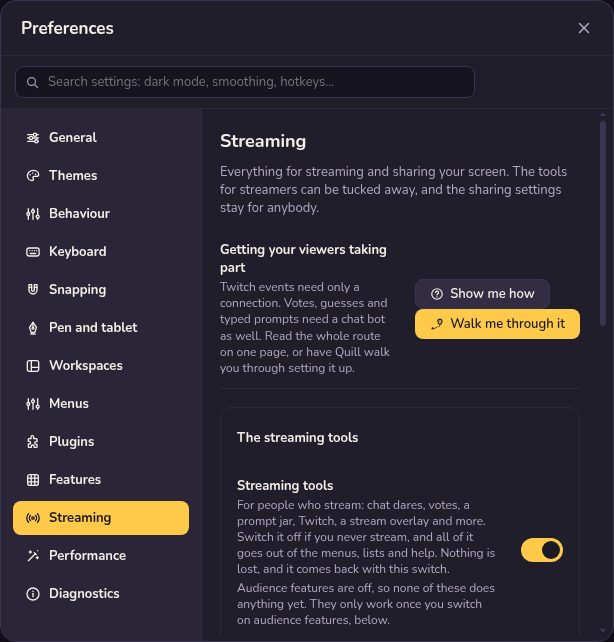 Preferences
Search settings: dark mode, smoothing, hotkeys...
General
Themes
Behaviour
Keyboard
Snapping
Pen and tablet
Workspaces
Menus
Plugins
Features
Streaming
Performance
Diagnostics
Streaming
Everything for streaming and sharing your screen. The tools
for streamers can be tucked away, and the sharing settings
stay for anybody.
Getting your viewers taking
part
Twitch events need only a
connection. Votes, guesses and
typed prompts need a chat bot
as well. Read the whole route
on one page, or have Quill walk
you through setting it up.
Show me how
Walk me through it
The streaming tools
Streaming tools
For people who stream: chat dares, votes, a
prompt jar, Twitch, a stream overlay and more.
Switch it off if you never stream, and all of it
goes out of the menus, lists and help. Nothing is
lost, and it comes back with this switch.
Audience features are off, so none of these does
anything yet. They only work once you switch
on audience features, below.